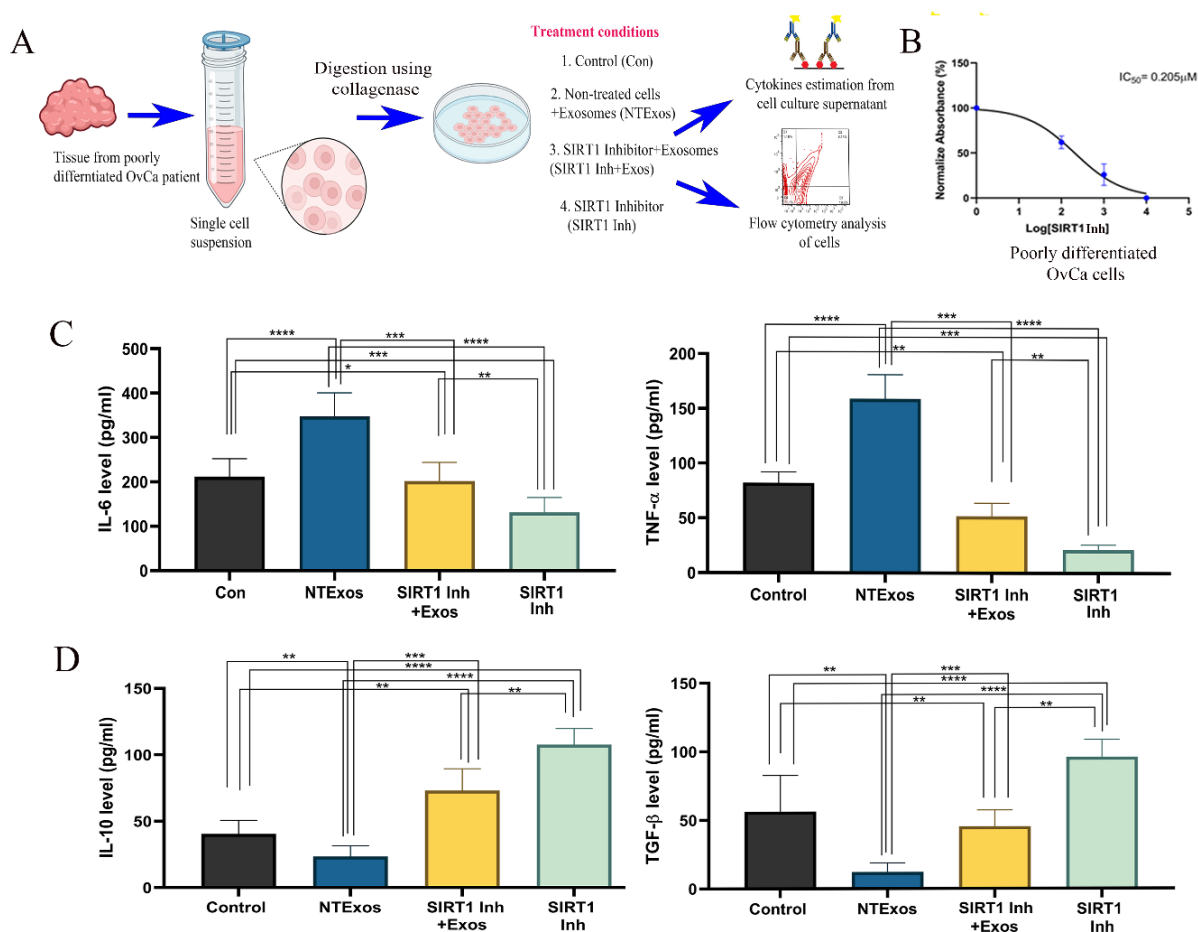 A
Tissue from poorly
differntiated OvCa patient
Single cell
suspension
Digestion using
collagenase
Treatment conditions
1. Control (Con)
2. Non-treated cells
+Exosomes (NTExos)
3. SIRT1 Inhibitor+Exosomes
(SIRT1 Inh+Exo)
4. SIRT1 Inhibitor
(SIRT1 Inh)
Cytokines estimation from
cell culture supernatant
Flow cytometry analysis
of cells
B
Normalize Absorbance (%)
150
100
50
0
0
1
2
3
4
5
IC50= 0.205µM
Log[SIRT1Inh]
Poorly differentiated
OvCa cells
C
IL-6 level (pg/ml)
500
400
300
200
100
0
****
***
****
***
*
**
Con
NTExos
SIRT1 Inh
+Exos
SIRT1
Inh
TNF-α level (pg/ml)
200
150
100
50
0
****
***
****
***
**
**
Control
NTExos
SIRT1 Inh
+Exos
SIRT1
Inh
D
IL-10 level (pg/ml)
150
100
50
0
**
***
****
****
**
**
Control
NTExos
SIRT1 Inh
+Exos
SIRT1
Inh
TGF-β level (pg/ml)
150
100
50
0
**
***
****
****
**
**
Control
NTExos
SIRT1 Inh
+Exos
SIRT1
Inh